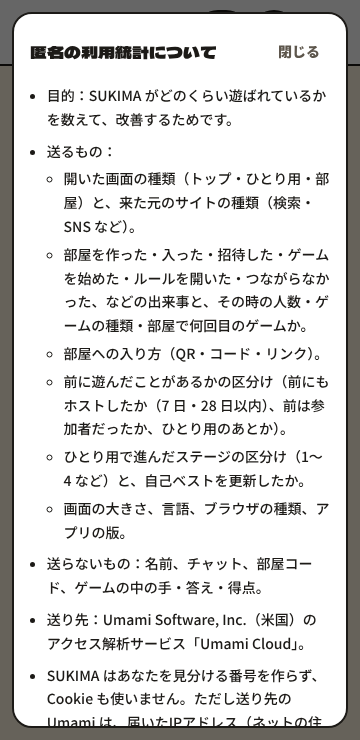 匿名の利用統計について
閉じる
• 目的：SUKIMA がどのくらい遊ばれているか
を数えて、改善するためです。
• 送るもの：
◦ 開いた画面の種類（トップ・ひとり用・部
屋）と、来た元のサイトの種類（検索・
SNS など）。
◦ 部屋を作った・入った・招待した・ゲーム
を始めた・ルールを開いた・つながらなか
った、などの出来事と、その時の人数・ゲ
ームの種類・部屋で何回目のゲームか。
◦ 部屋への入り方（QR・コード・リンク）。
◦ 前に遊んだことがあるかの区分け（前にも
ホストしたか（7 日・28 日以内）、前は参
加者だったか、ひとり用のあとか）。
◦ ひとり用で進んだステージの区分け（1〜
4 など）と、自己ベストを更新したか。
◦ 画面の大きさ、言語、ブラウザの種類、ア
プリの版。
• 送らないもの：名前、チャット、部屋コー
ド、ゲームの中の手・答え・得点。
• 送り先：Umami Software, Inc.（米国）の
アクセス解析サービス「Umami Cloud」。
• SUKIMA はあなたを見分ける番号を作らず、
Cookie も使いません。ただし送り先の
Umami は、届いたIPアドレス（ネットの住